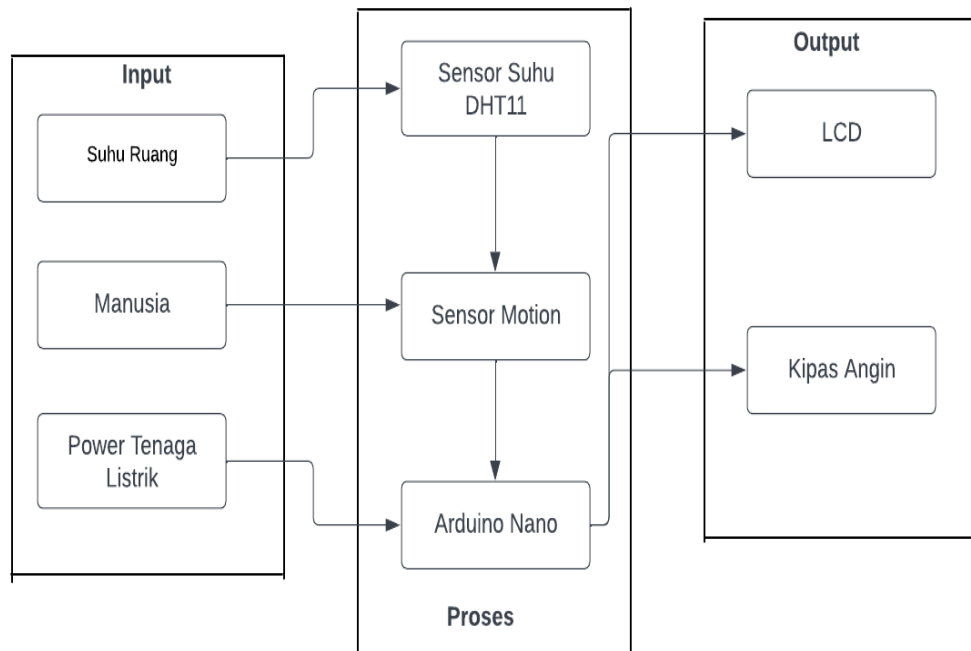 Input
Suhu Ruang
Manusia
Power Tenaga
Listrik
Sensor Suhu
DHT11
Sensor Motion
Arduino Nano
Proses
Output
LCD
Kipas Angin